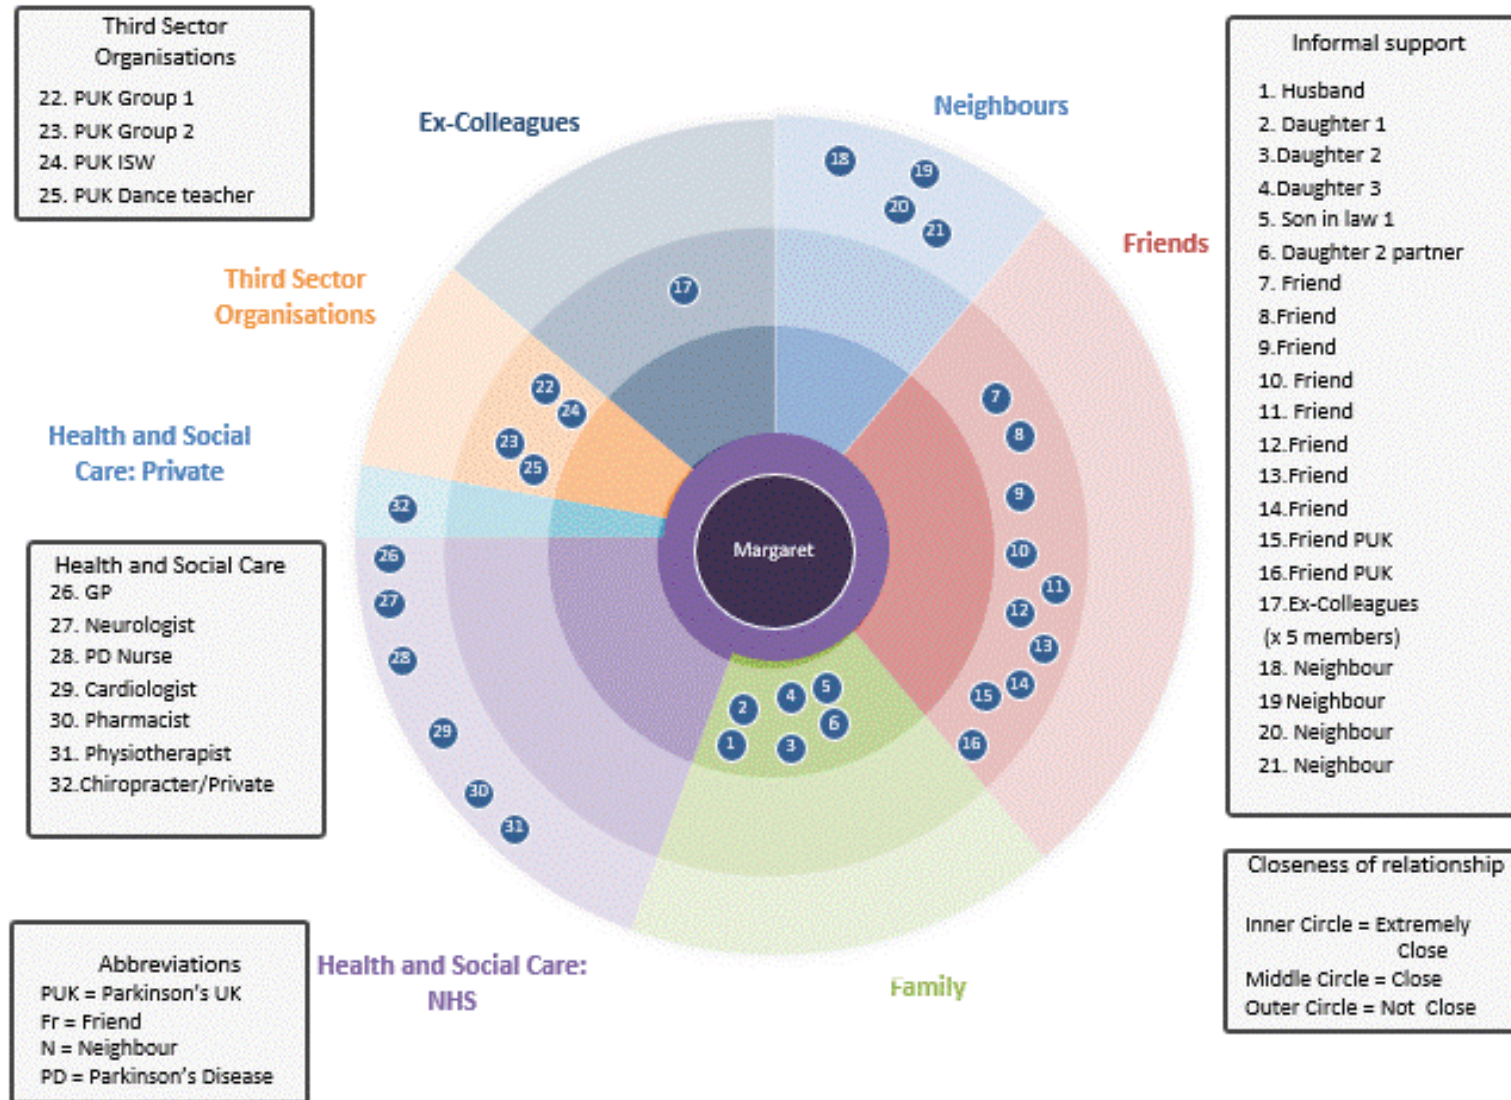 Third Sector
Organisations
22. PUK Group 1
23. PUK Group 2
24. PUK ISW
25. PUK Dance teacher
Ex-Colleagues
Neighbours
Friends
Third Sector
Organisations
Health and Social
Care: Private
Health and Social Care
26. GP
27. Neurologist
28. PD Nurse
29. Cardiologist
30. Pharmacist
31. Physiotherapist
32.Chiropracter/Private
Abbreviations
PUK = Parkinson's UK
Fr = Friend
N = Neighbour
PD = Parkinson's Disease
Health and Social Care:
NHS
Family
Margaret
18
19
20
21
17
22
24
23
25
32
26
27
28
29
30
31
7
8
9
10
11
12
13
14
15
16
5
4
2
6
1
3
Informal support
1. Husband
2. Daughter 1
3.Daughter 2
4.Daughter 3
5. Son in law 1
6. Daughter 2 partner
7. Friend
8.Friend
9.Friend
10. Friend
11. Friend
12.Friend
13.Friend
14.Friend
15.Friend PUK
16.Friend PUK
17.Ex-Colleagues
(x 5 members)
18. Neighbour
19 Neighbour
20. Neighbour
21. Neighbour
Closeness of relationship
Inner Circle = Extremely
Close
Middle Circle = Close
Outer Circle = Not Close